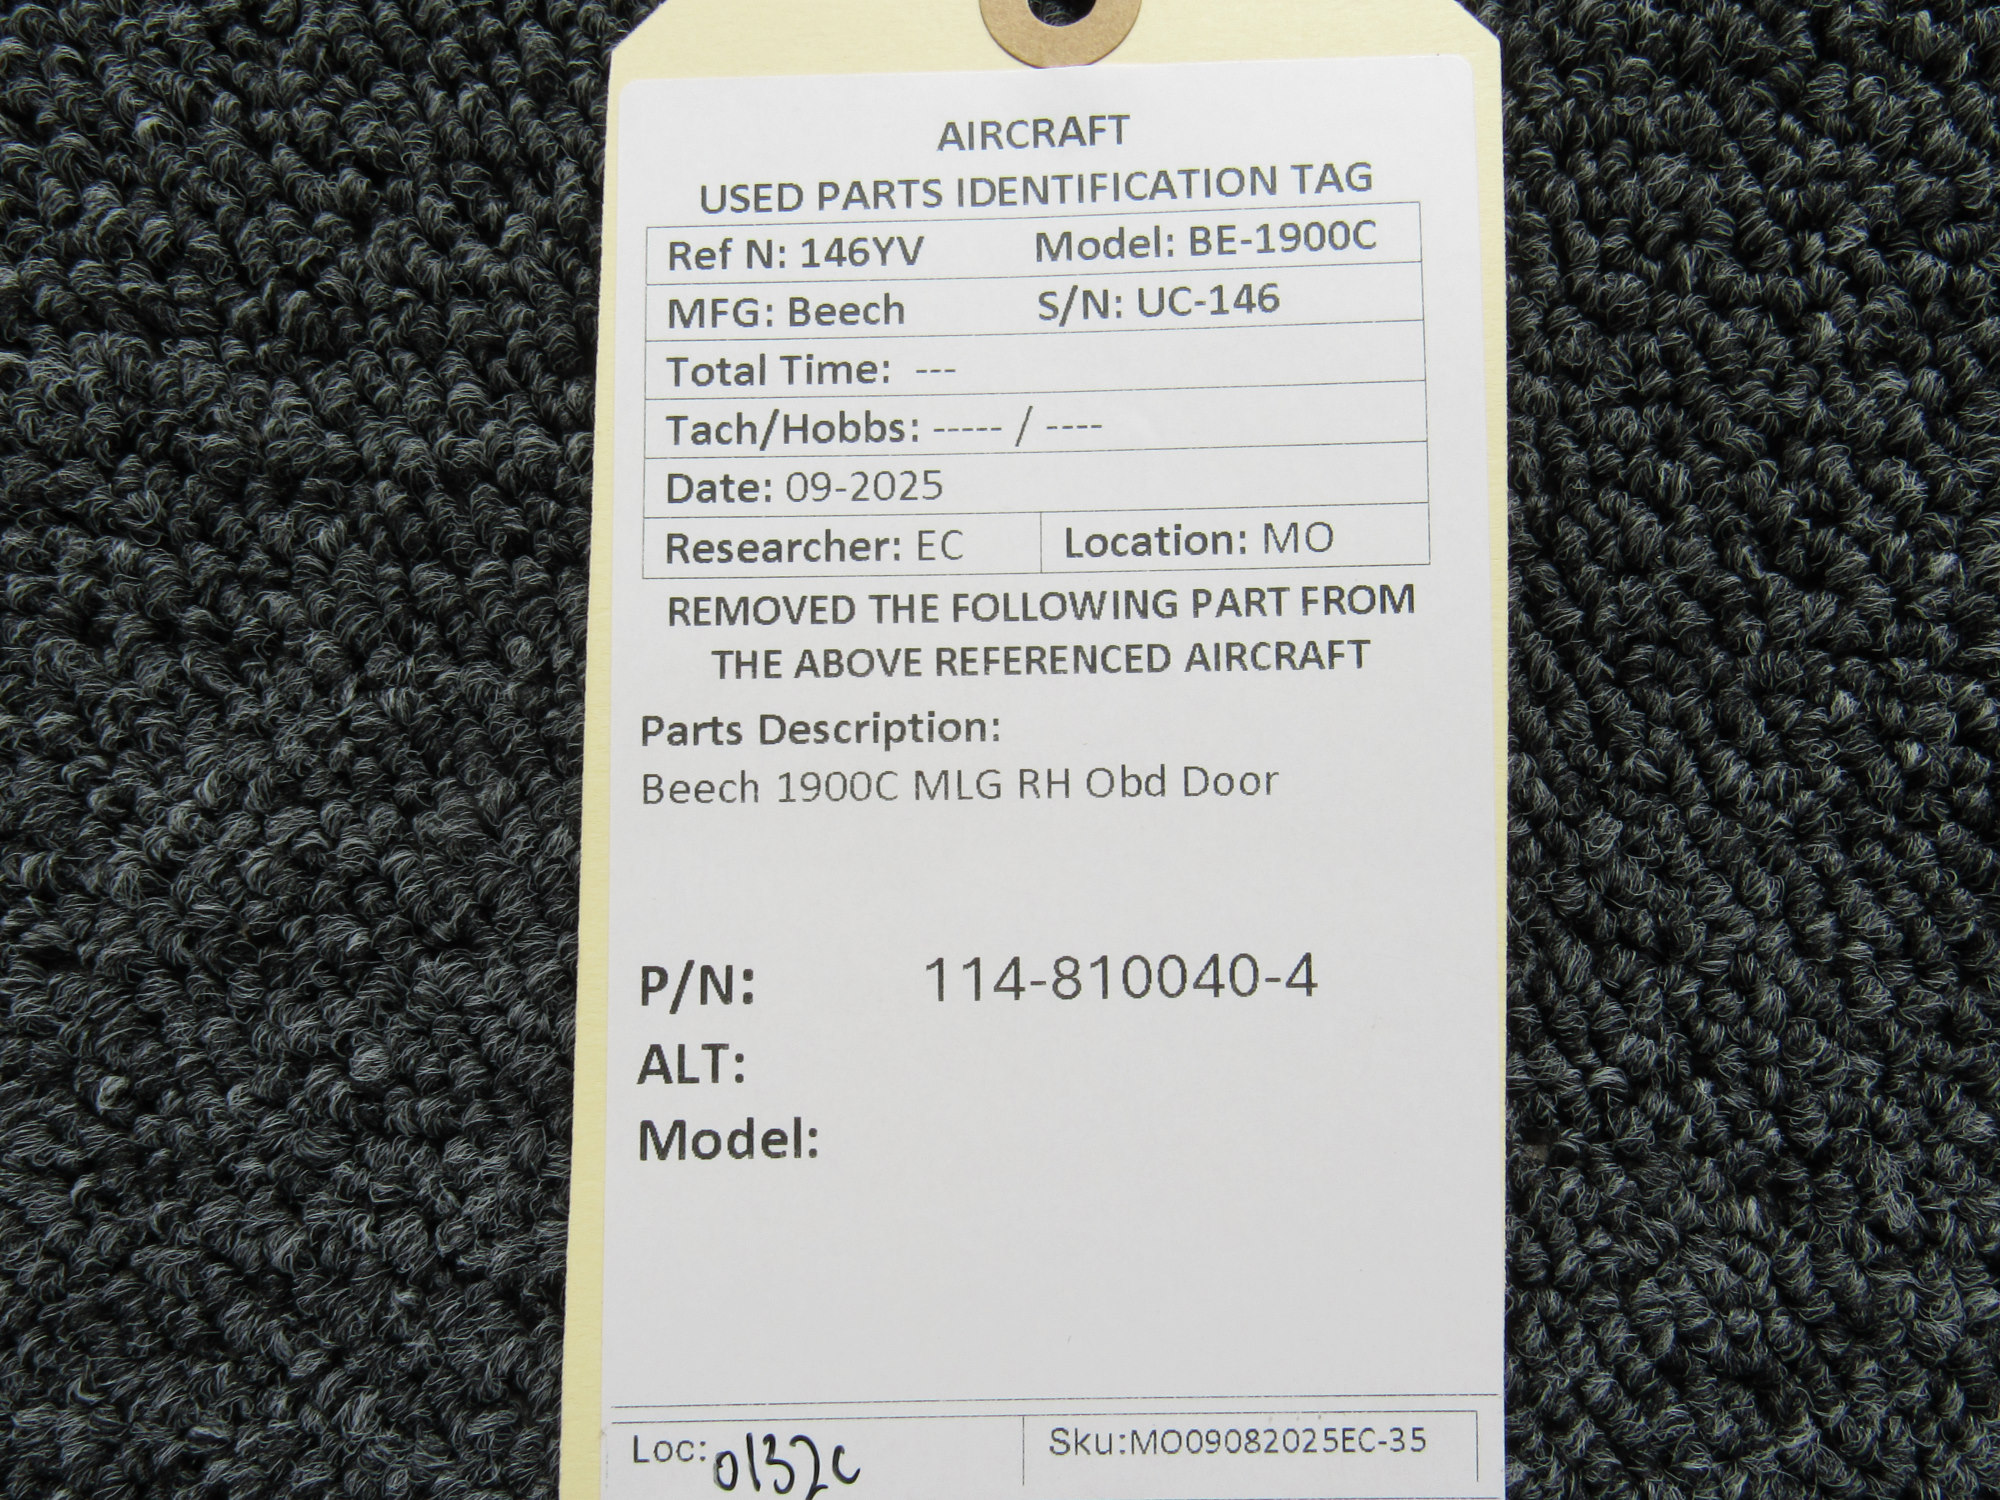 AIRCRAFT
USED PARTS IDENTIFICATION TAG
Ref N: 146YV Model: BE-1900C
MFG: Beech S/N: UC-146
Total Time: ---
Tach/Hobbs: ----- / ----
Date: 09-2025
Researcher: EC Location: MO
REMOVED THE FOLLOWING PART FROM
THE ABOVE REFERENCED AIRCRAFT
Parts Description:
Beech 1900C MLG RH Obd Door
P/N: 114-810040-4
ALT:
Model:
Loc: 0132C Sku:MO09082025EC-35